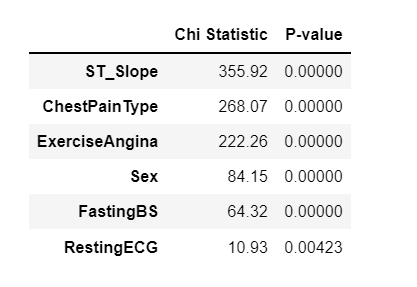 Chi Statistic P-value
ST_Slope 355.92 0.00000
ChestPainType 268.07 0.00000
ExerciseAngina 222.26 0.00000
Sex 84.15 0.00000
FastingBS 64.32 0.00000
RestingECG 10.93 0.00423